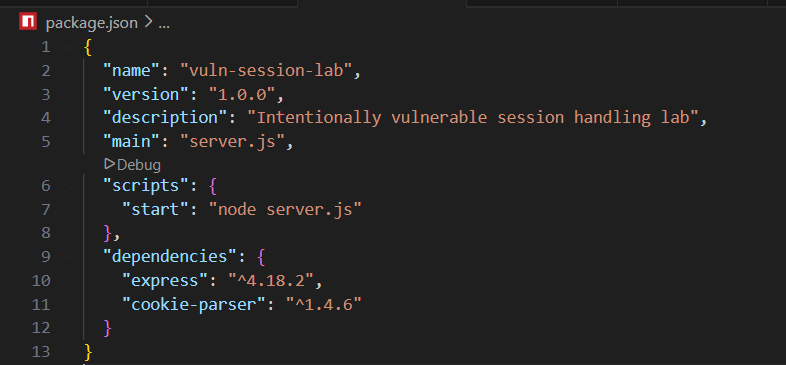 package.json > ...
1 {
2 "name": "vuln-session-lab",
3 "version": "1.0.0",
4 "description": "Intentionally vulnerable session handling lab",
5 "main": "server.js",
Debug
6 "scripts": {
7 "start": "node server.js"
8 },
9 "dependencies": {
10 "express": "^4.18.2",
11 "cookie-parser": "^1.4.6"
12 }
13 }